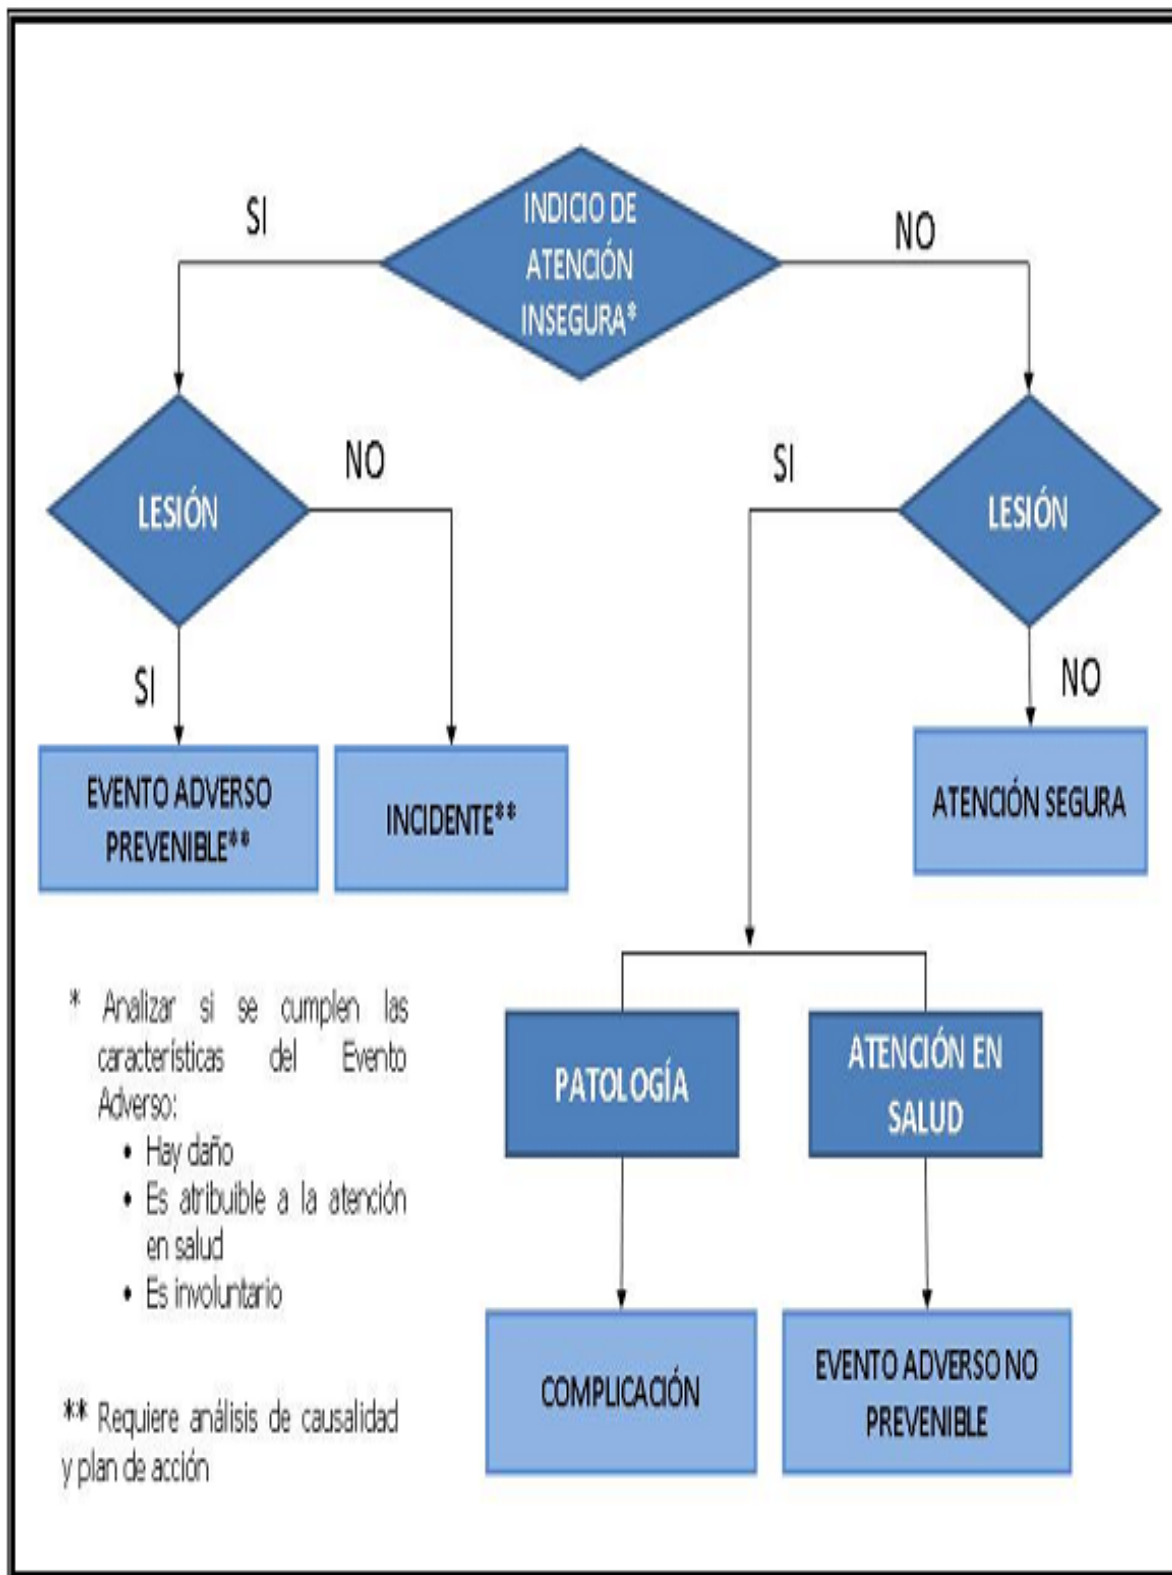 INDICIO DE
ATENCIÓN
INSEGURA*
SI
NO
LESIÓN
NO
SI
LESIÓN
SI
NO
EVENTO ADVERSO
PREVENIBLE**
INCIDENTE**
ATENCIÓN SEGURA
* Analizar si se cumplen las
características del Evento
Adverso:
• Hay daño
• Es atribuible a la atención
en salud
• Es involuntario
** Requiere análisis de causalidad
y plan de acción
PATOLOGÍA
ATENCIÓN EN
SALUD
COMPLICACIÓN
EVENTO ADVERSO NO
PREVENIBLE